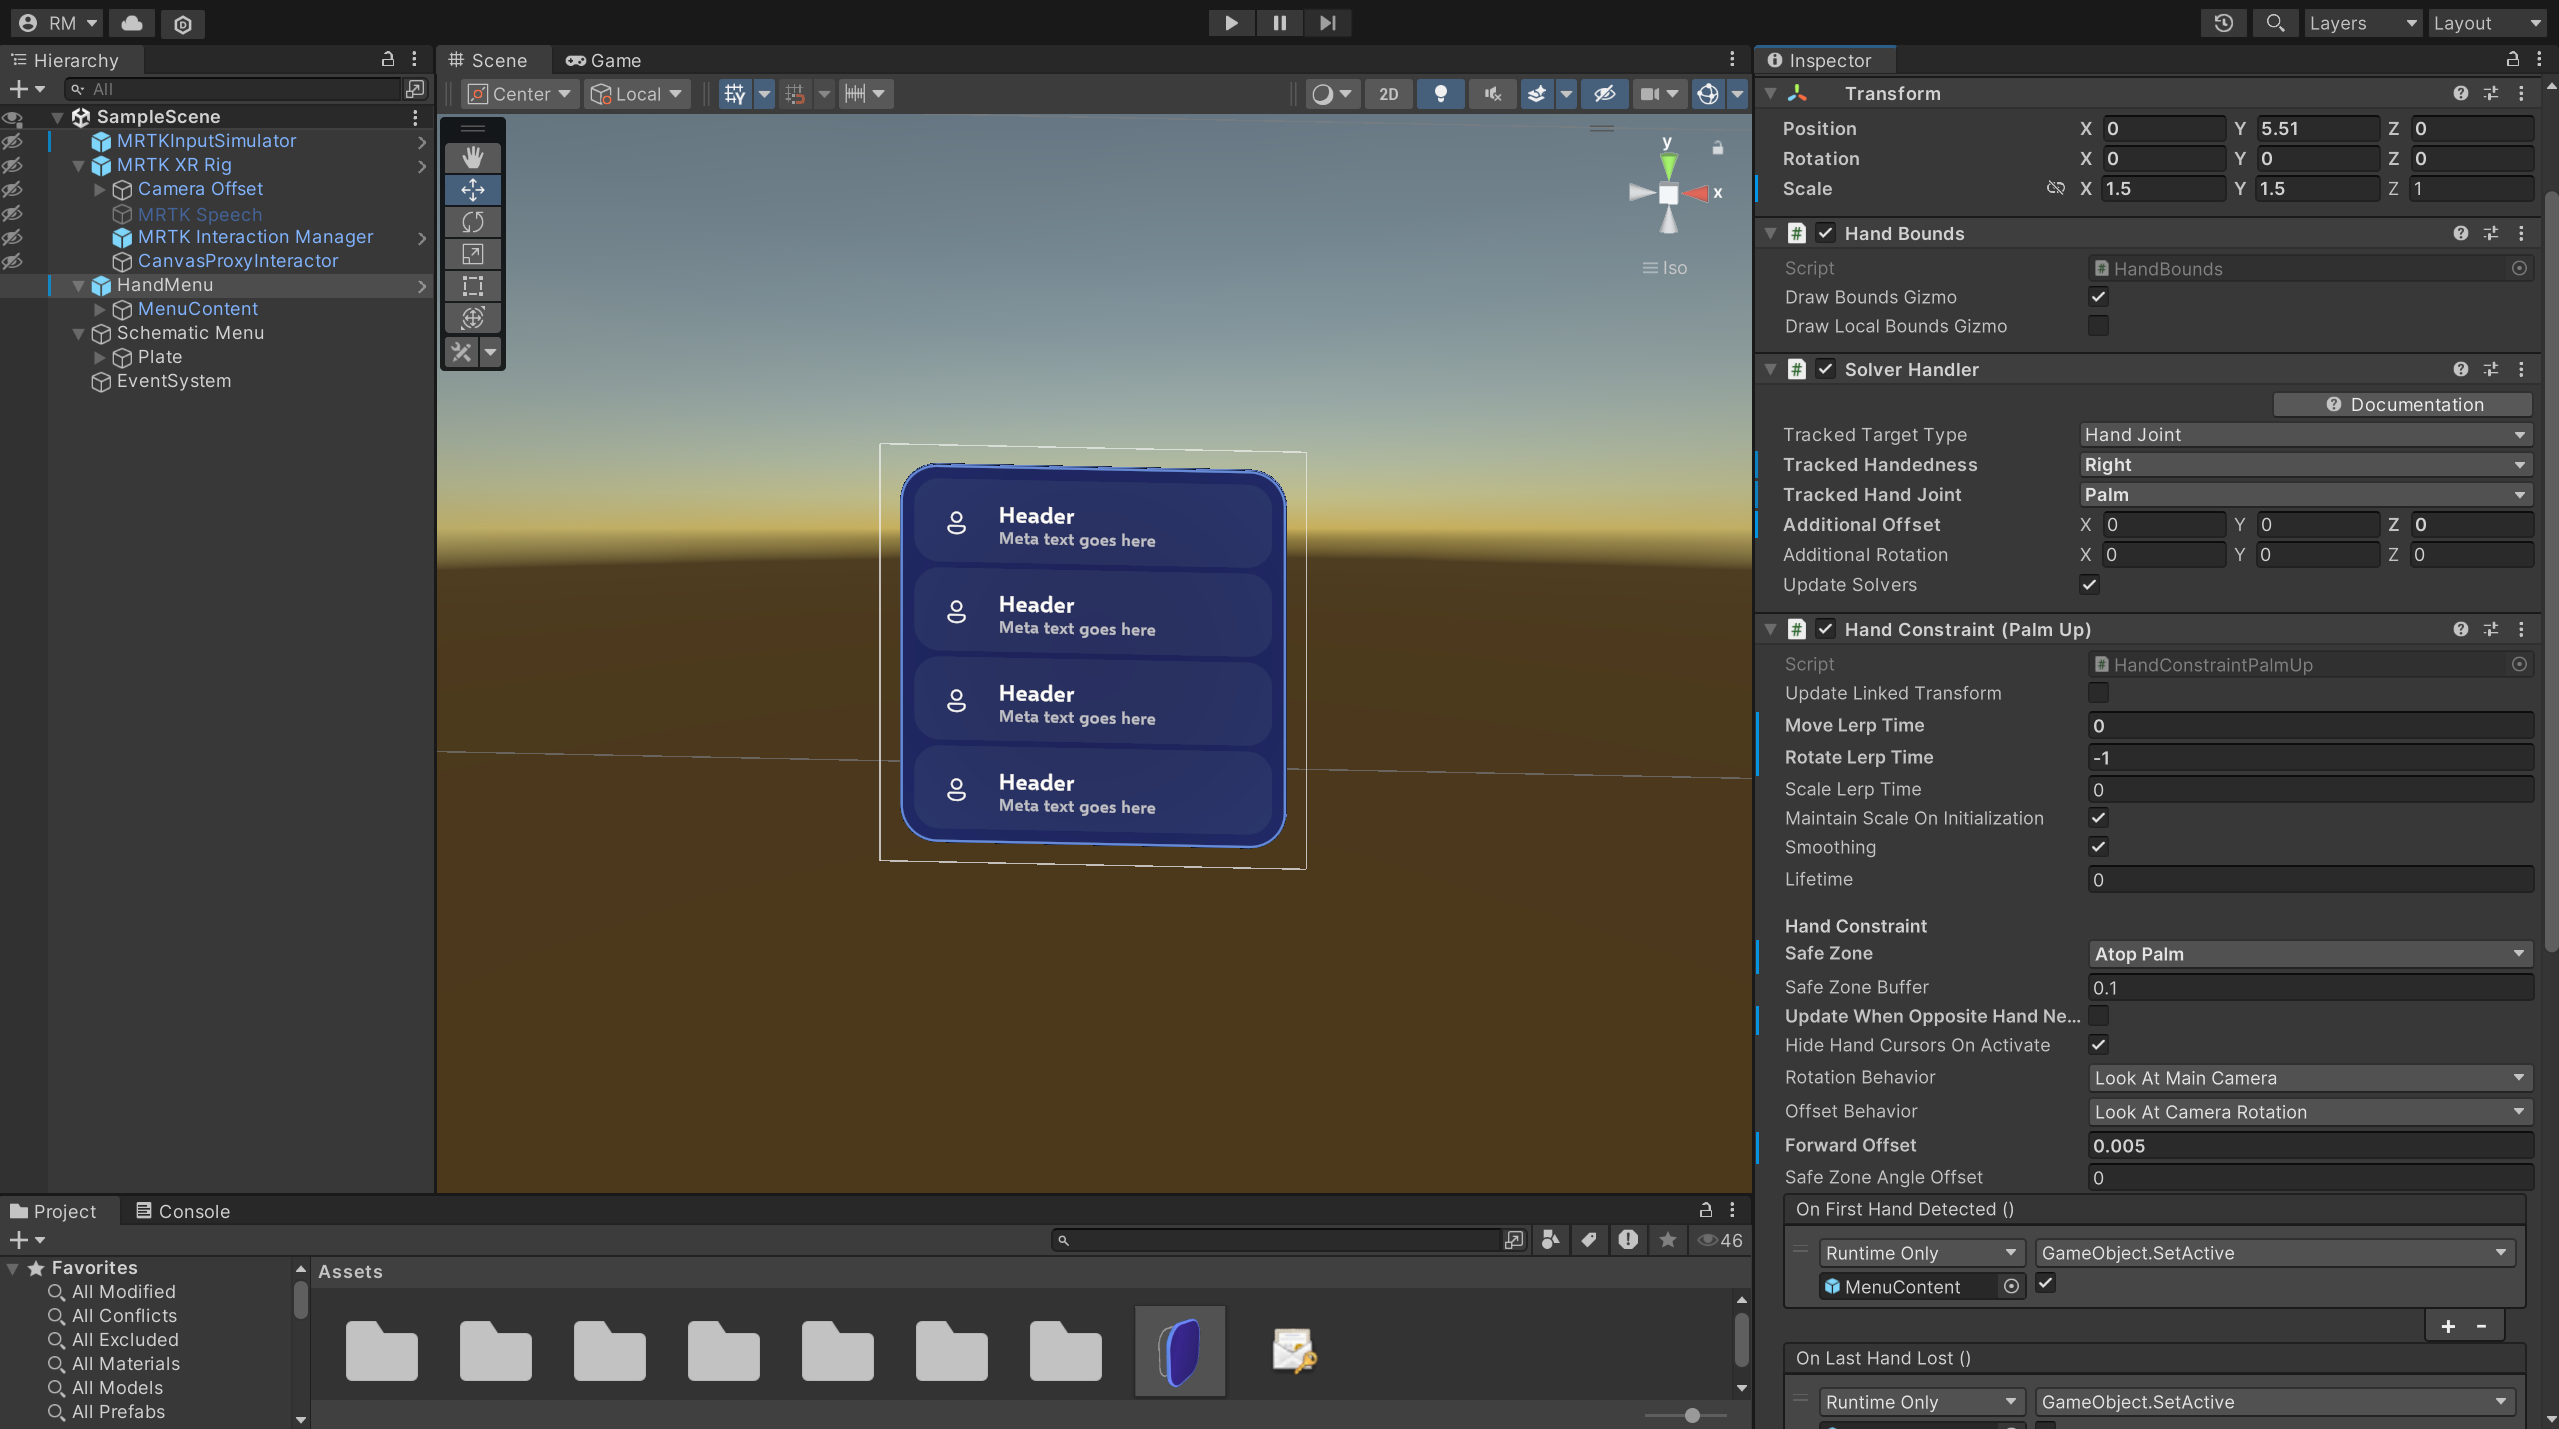 RM
Layers
Layout
Hierarchy
All
SampleScene
MRTKInputSimulator
MRTK XR Rig
Camera Offset
MRTK Speech
MRTK Interaction Manager
CanvasProxyInteractor
HandMenu
MenuContent
Schematic Menu
Plate
EventSystem
Scene
Game
Center
Local
2D
y
x
Iso
Header
Meta text goes here
Header
Meta text goes here
Header
Meta text goes here
Header
Meta text goes here
Project
Console
46
Favorites
All Modified
All Conflicts
All Excluded
All Materials
All Models
All Prefabs
Assets
Inspector
Transform
Position X 0 Y 5.51 Z 0
Rotation X 0 Y 0 Z 0
Scale X 1.5 Y 1.5 Z 1
# Hand Bounds
Script # HandBounds
Draw Bounds Gizmo
Draw Local Bounds Gizmo
# Solver Handler
Documentation
Tracked Target Type Hand Joint
Tracked Handedness Right
Tracked Hand Joint Palm
Additional Offset X 0 Y 0 Z 0
Additional Rotation X 0 Y 0 Z 0
Update Solvers
# Hand Constraint (Palm Up)
Script # HandConstraintPalmUp
Update Linked Transform
Move Lerp Time 0
Rotate Lerp Time -1
Scale Lerp Time 0
Maintain Scale On Initialization
Smoothing
Lifetime 0
Hand Constraint
Safe Zone Atop Palm
Safe Zone Buffer 0.1
Update When Opposite Hand Ne...
Hide Hand Cursors On Activate
Rotation Behavior Look At Main Camera
Offset Behavior Look At Camera Rotation
Forward Offset 0.005
Safe Zone Angle Offset 0
On First Hand Detected ()
Runtime Only GameObject.SetActive
MenuContent
+ -
On Last Hand Lost ()
Runtime Only GameObject.SetActive